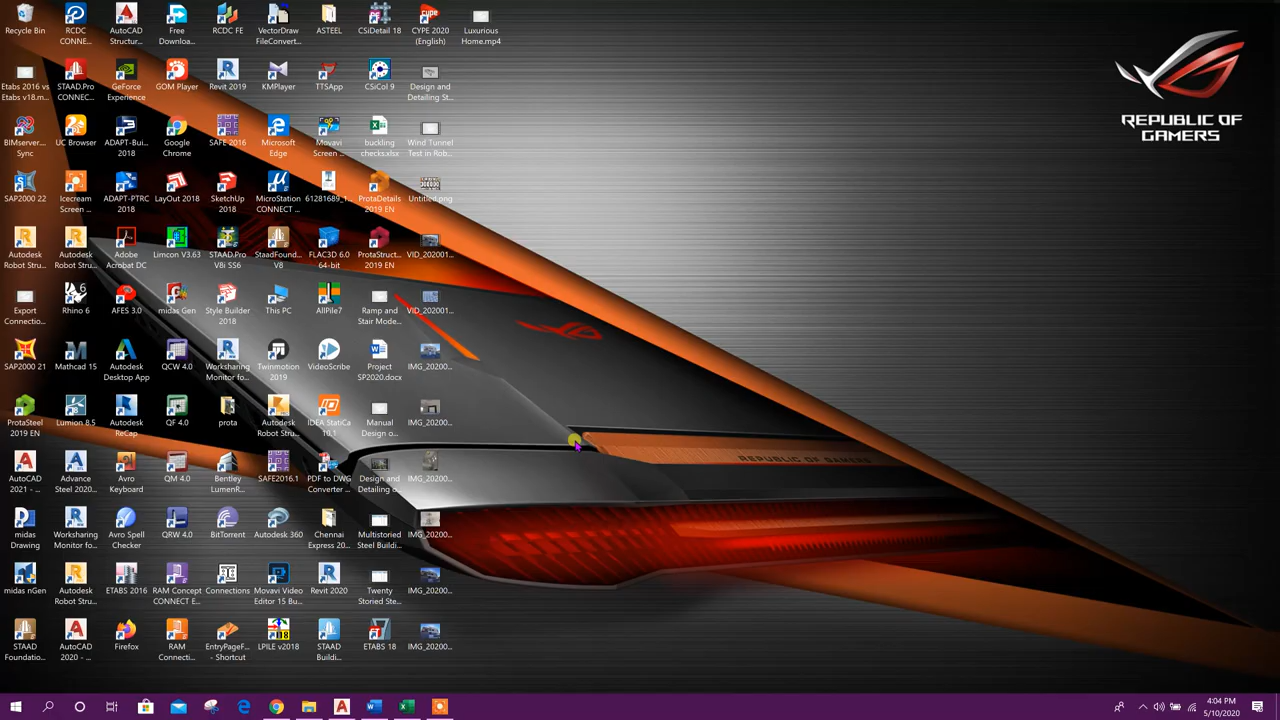 Recycle Bin
RCDC
CONNE...
AutoCAD
Structur...
Free
Downloa...
RCDC FE
VectorDraw
FileConvert...
ASTEEL
CSiDetail 18
CYPE 2020
(English)
Luxurious
Home.mp4
Etabs 2016 vs
Etabs v18.m...
STAAD.Pro
CONNEC...
GeForce
Experience
GOM Player
Revit 2019
KMPlayer
TTSApp
CSiCol 9
Design and
Detailing St...
REPUBLIC OF
GAMERS
BIMserver....
Sync
UC Browser
ADAPT-Bui...
2018
Google
Chrome
SAFE 2016
Microsoft
Edge
Movavi
Screen ...
buckling
checks.xlsx
Wind Tunnel
Test in Rob...
SAP2000 22
Icecream
Screen ...
ADAPT-PTRC
2018
LayOut 2018
SketchUp
2018
MicroStation
CONNECT ...
61281689_1...
ProtaDetails
2019 EN
Untitled.png
Autodesk
Robot Stru...
Autodesk
Robot Stru...
Adobe
Acrobat DC
Limcon V3.63
STAAD.Pro
V8i SS6
StaadFound...
V8
FLAC3D 6.0
64-bit
ProtaStruct...
2019 EN
VID_202001...
Export
Connectio...
Rhino 6
AFES 3.0
midas Gen
Style Builder
2018
This PC
AllPile7
Ramp and
Stair Mode...
VID_202001...
SAP2000 21
Mathcad 15
Autodesk
Desktop App
QCW 4.0
Worksharing
Monitor fo...
Twinmotion
2019
VideoScribe
Project
SP2020.docx
IMG_20200...
ProtaSteel
2019 EN
Lumion 8.5
Autodesk
ReCap
QF 4.0
prota
Autodesk
Robot Stru...
IDEA StatiCa
10.1
Manual
Design o...
IMG_20200...
REPUBLIC OF GAMERS
AutoCAD
2021 - ...
Advance
Steel 2020...
Avro
Keyboard
QM 4.0
Bentley
LumenR...
SAFE2016.1
PDF to DWG
Converter ...
Design and
Detailing o...
IMG_20200...
midas
Drawing
Worksharing
Monitor fo...
Avro Spell
Checker
QRW 4.0
BitTorrent
Autodesk 360
Chennai
Express 20...
Multistoried
Steel Buildi...
IMG_20200...
midas nGen
Autodesk
Robot Stru...
ETABS 2016
RAM Concept
CONNECT E...
Connections
Movavi Video
Editor 15 Bu...
Revit 2020
Twenty
Storied Ste...
IMG_20200...
STAAD
Foundatio...
AutoCAD
2020 - ...
Firefox
RAM
Connecti...
EntryPageF...
- Shortcut
LPILE v2018
STAAD
Buildi...
ETABS 18
IMG_20200...
4:04 PM
5/10/2020